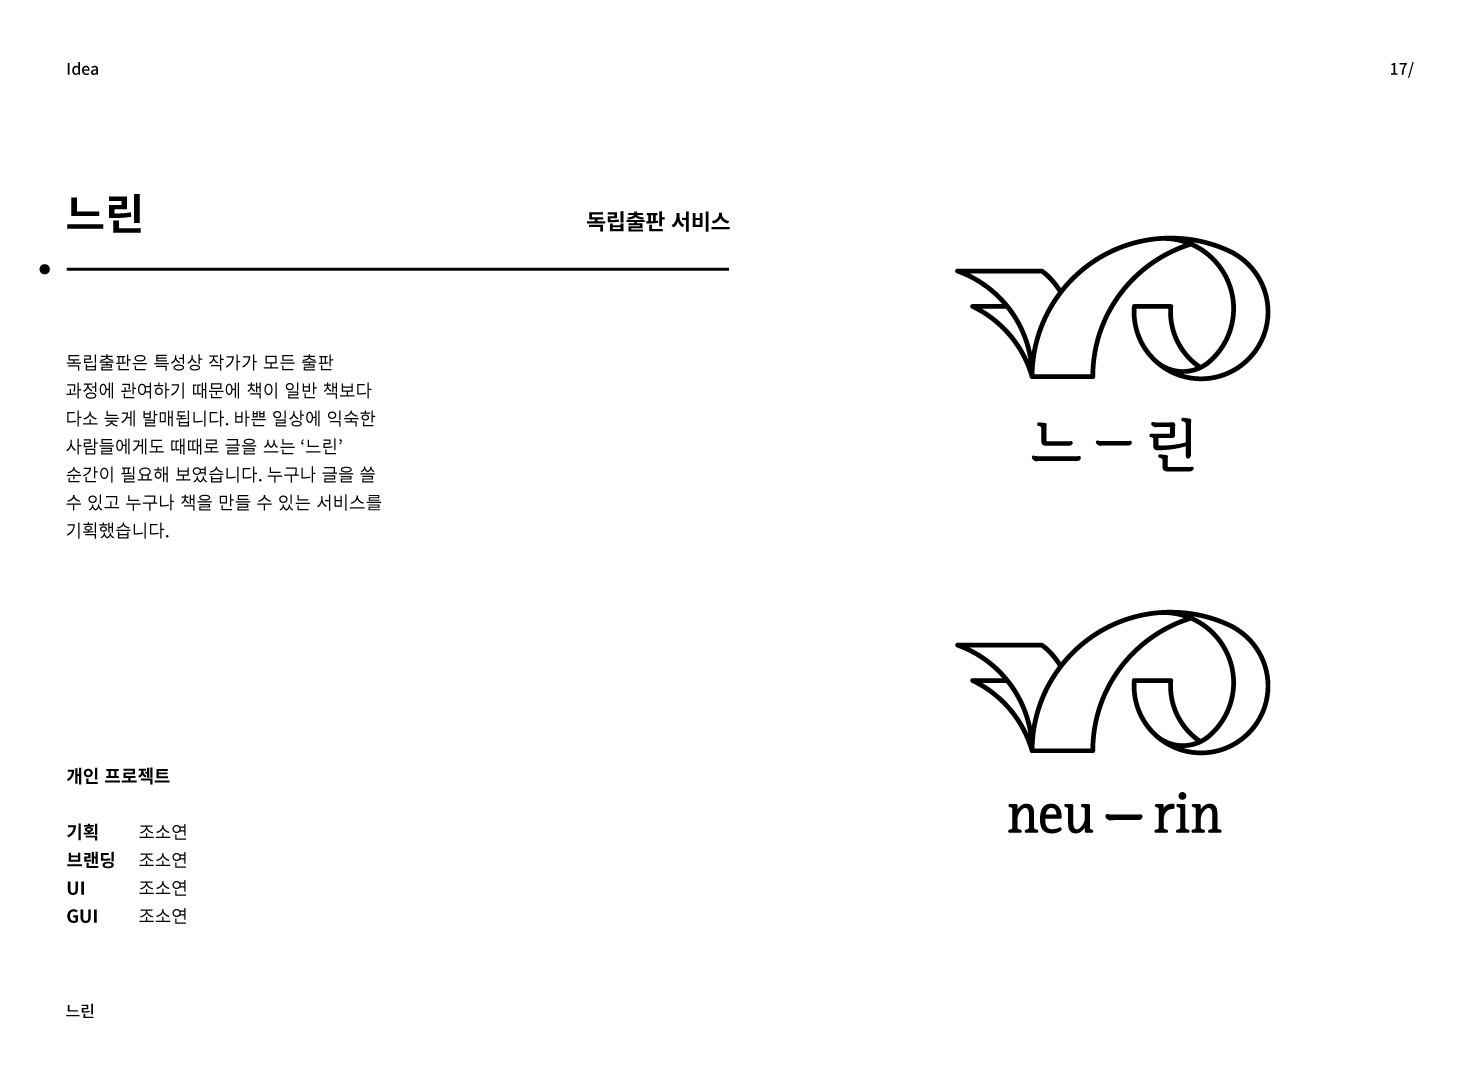 Idea
17/
느린
독립출판 서비스
독립출판은 특성상 작가가 모든 출판
과정에 관여하기 때문에 책이 일반 책보다
다소 늦게 발매됩니다. 바쁜 일상에 익숙한
사람들에게도 때때로 글을 쓰는 ‘느린’
순간이 필요해 보였습니다. 누구나 글을 쓸
수 있고 누구나 책을 만들 수 있는 서비스를
기획했습니다.
개인 프로젝트
기획 조소연
브랜딩 조소연
UI 조소연
GUI 조소연
느린
느 – 린
neu – rin